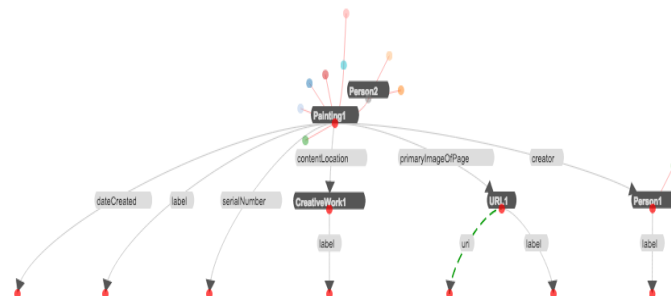 Person2
Painting1
contentLocation
primaryImageOfPage
creator
dateCreated
label
serialNumber
CreativeWork1
URL1
Person1
label
uri
label
label